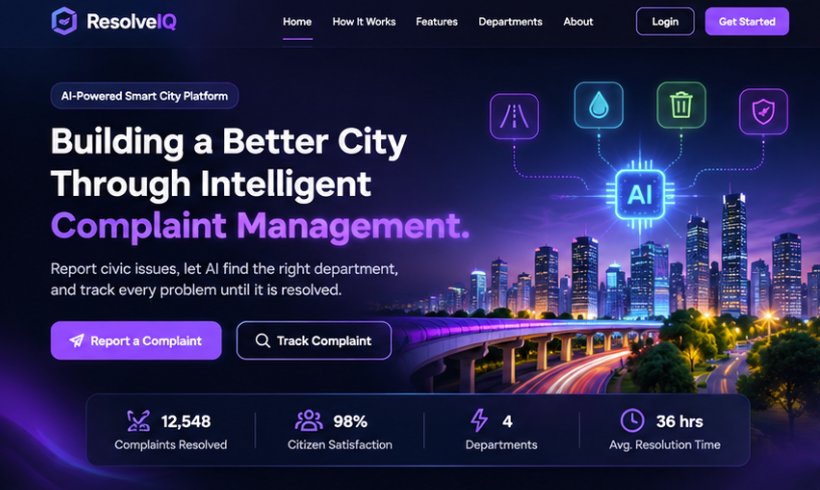 ResolveIQ
Home
How It Works
Features
Departments
About
Login
Get Started
AI-Powered Smart City Platform
Building a Better City
Through Intelligent
Complaint Management.
Report civic issues, let AI find the right department,
and track every problem until it is resolved.
Report a Complaint
Track Complaint
AI
12,548
Complaints Resolved
98%
Citizen Satisfaction
4
Departments
36 hrs
Avg. Resolution Time